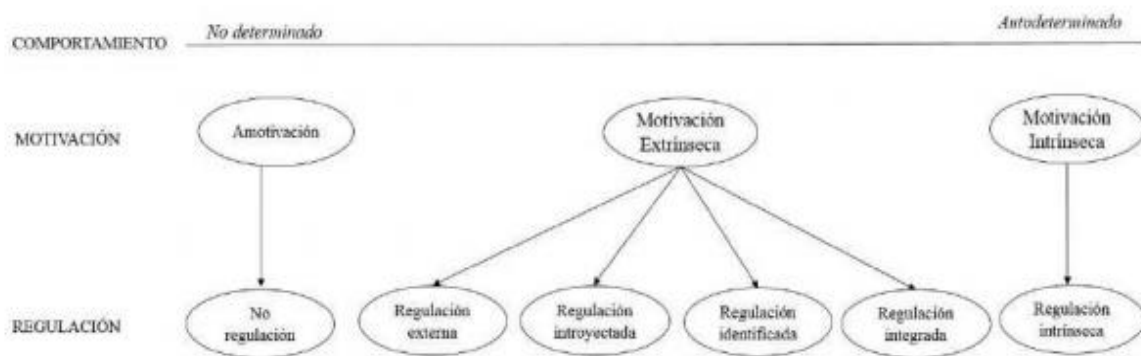 COMPORTAMIENTO
No determinado
Autodeterminado
MOTIVACIÓN
Amotivación
Motivación
Extrínseca
Motivación
Intrínseca
REGULACIÓN
No
regulación
Regulación
externa
Regulación
introyectada
Regulación
identificada
Regulación
integrada
Regulación
intrínseca